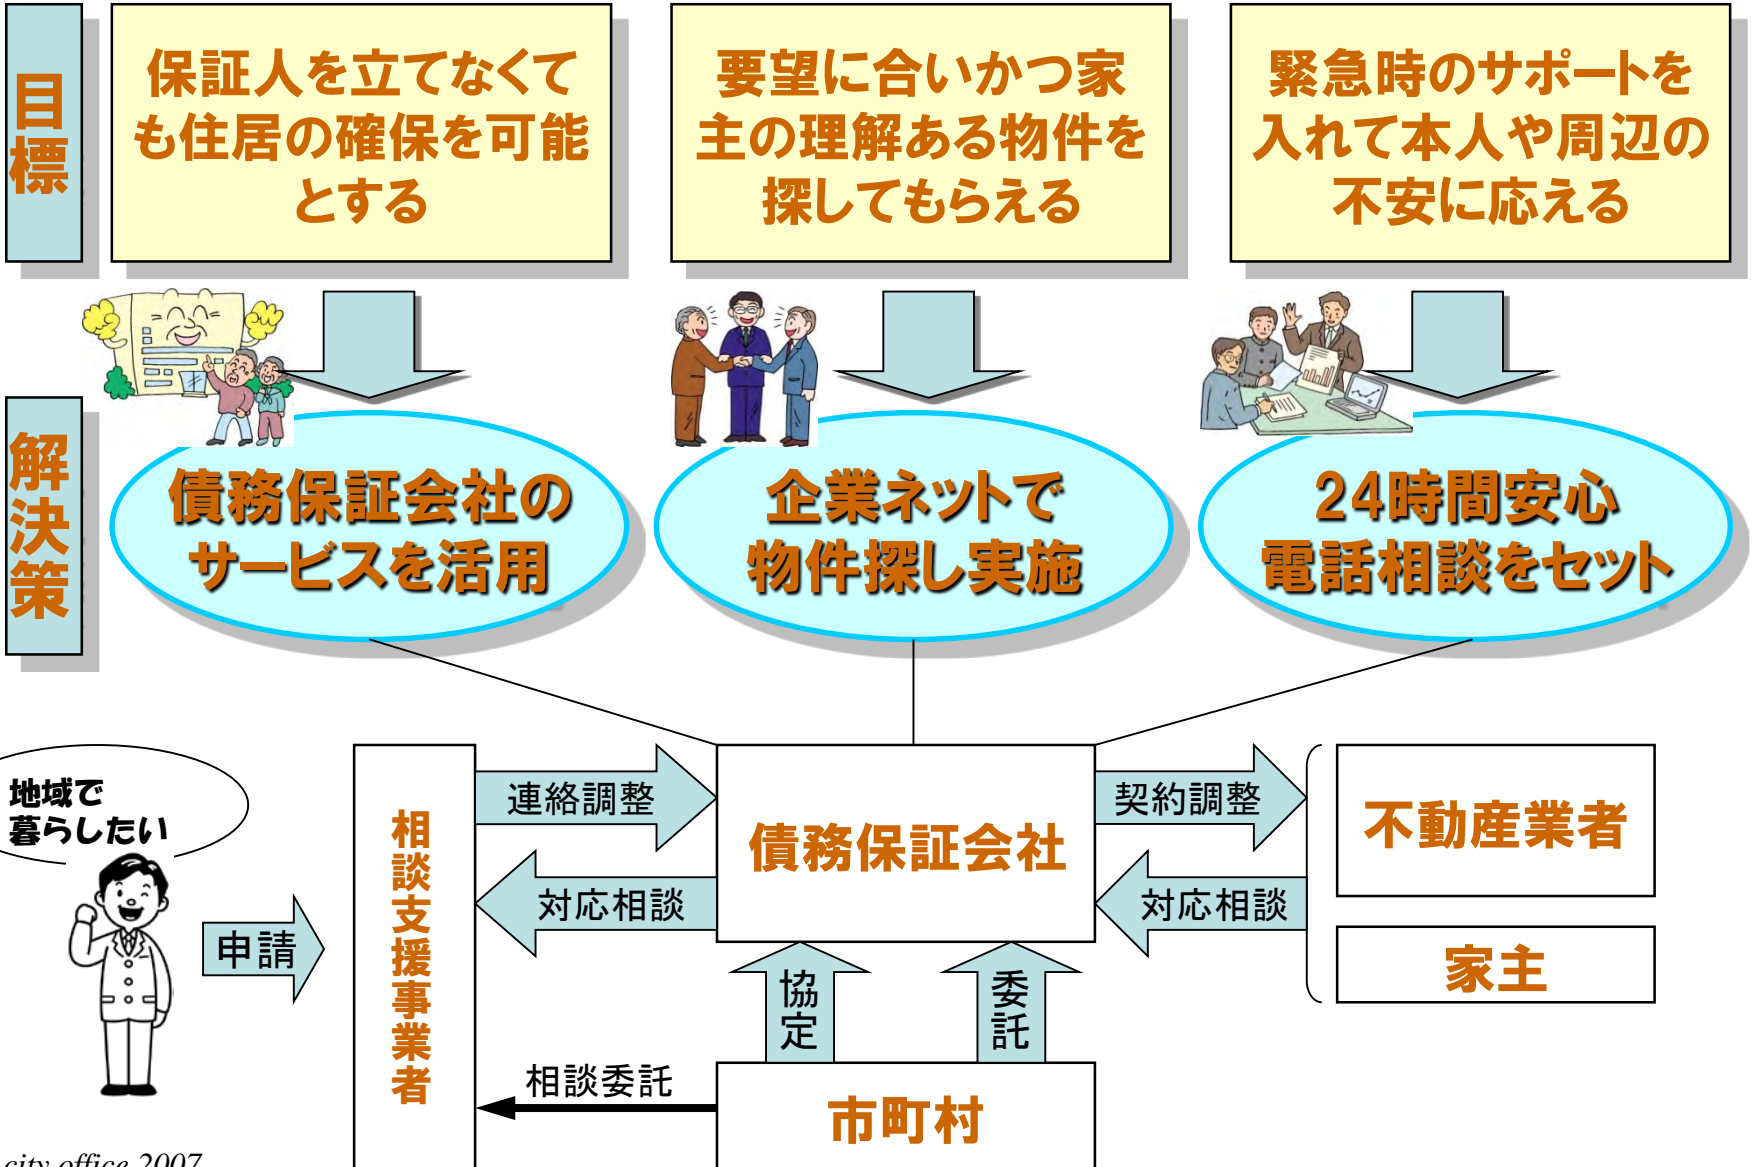 目標
保証人を立てなくて
も住居の確保を可能
とする
要望に合いかつ家
主の理解ある物件を
探してもらえる
緊急時のサポートを
入れて本人や周辺の
不安に応える
解決策
債務保証会社の
サービスを活用
企業ネットで
物件探し実施
24時間安心
電話相談をセット
地域で
暮らしたい
申請
相談支援事業者
連絡調整
対応相談
債務保証会社
契約調整
対応相談
不動産業者
家主
協定
委託
相談委託
市町村
city office 2007